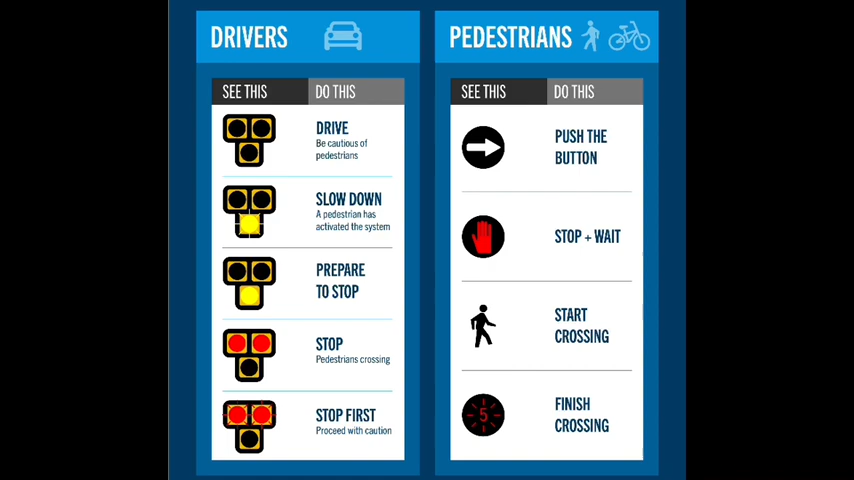 DRIVERS
SEE THIS DO THIS
DRIVE
Be cautious of
pedestrians
SLOW DOWN
A pedestrian has
activated the system
PREPARE
TO STOP
STOP
Pedestrians crossing
STOP FIRST
Proceed with caution
PEDESTRIANS
SEE THIS DO THIS
PUSH THE
BUTTON
STOP + WAIT
START
CROSSING
5
FINISH
CROSSING